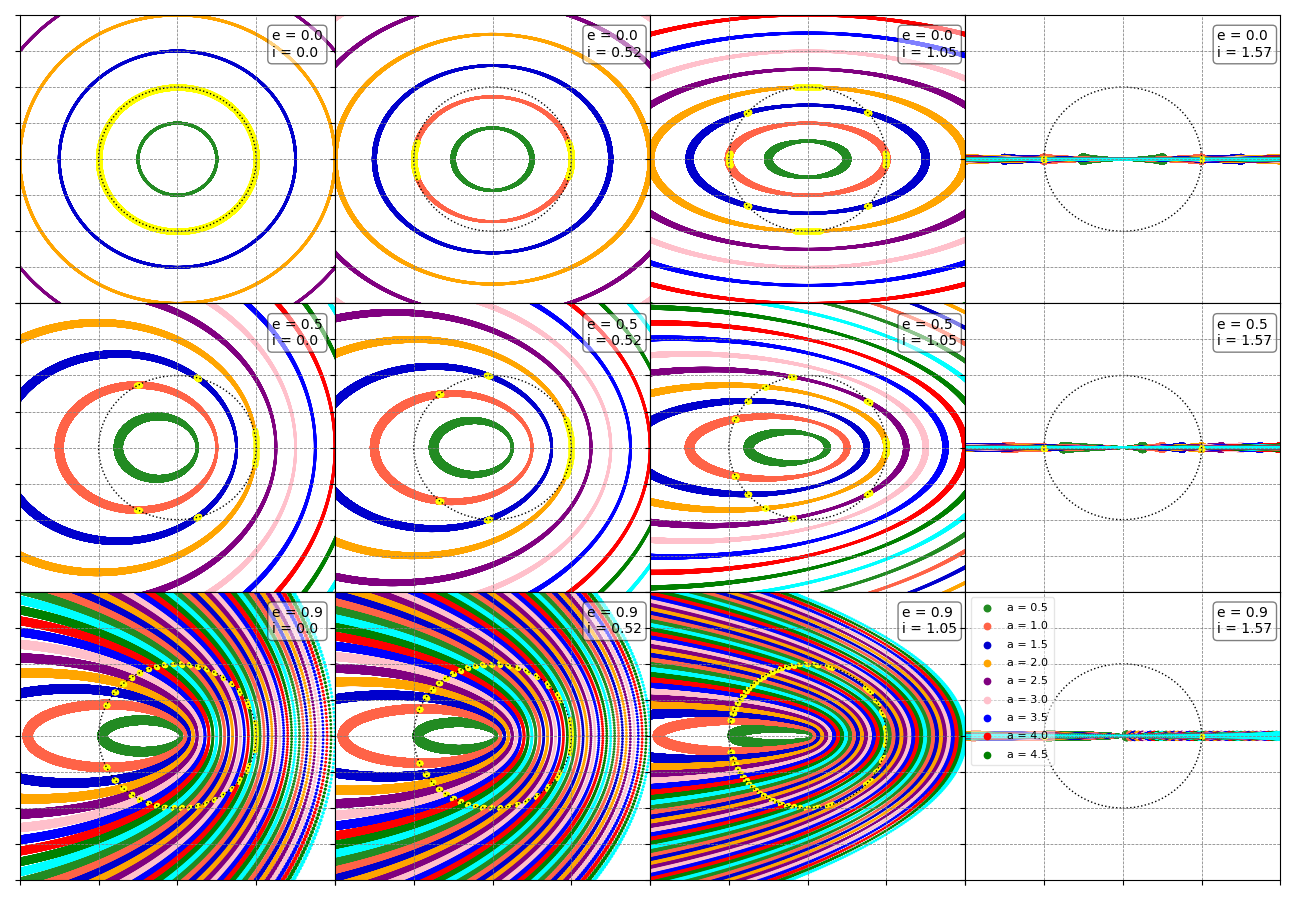 e = 0.0
i = 0.0
e = 0.0
i = 0.52
e = 0.0
i = 1.05
e = 0.0
i = 1.57
e = 0.5
i = 0.0
e = 0.5
i = 0.52
e = 0.5
i = 1.05
e = 0.5
i = 1.57
e = 0.9
i = 0.0
e = 0.9
i = 0.52
e = 0.9
i = 1.05
a = 0.5
a = 1.0
a = 1.5
a = 2.0
a = 2.5
a = 3.0
a = 3.5
a = 4.0
a = 4.5
e = 0.9
i = 1.57